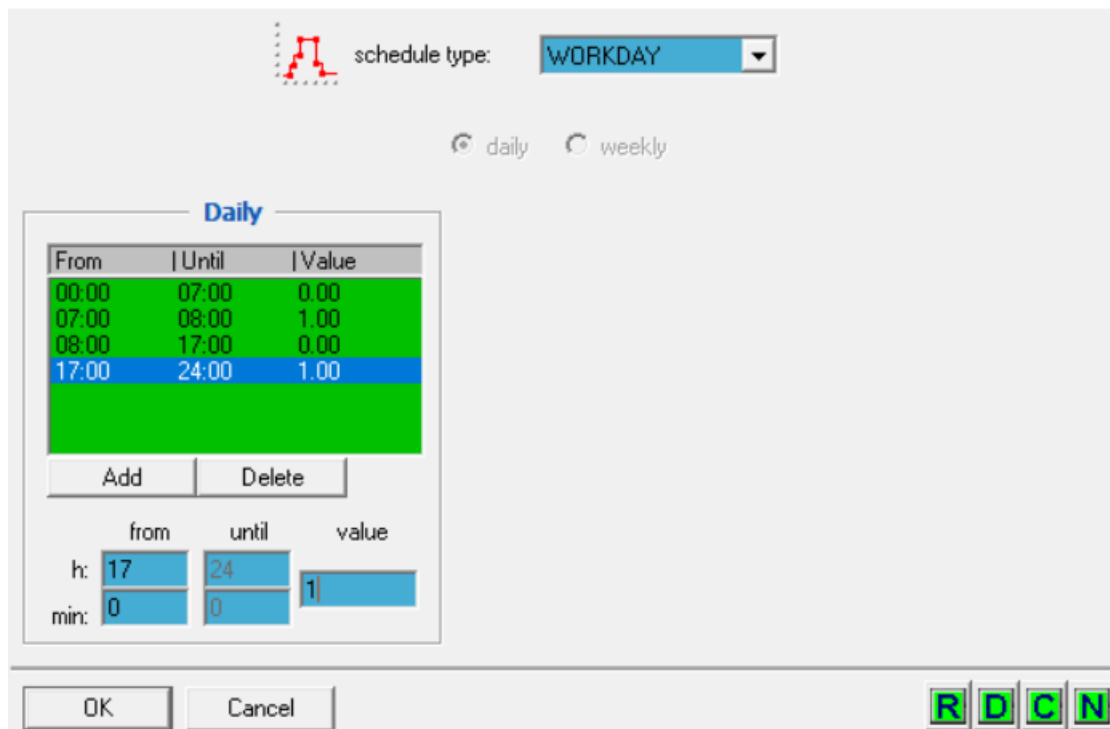 schedule type: WORKDAY
daily weekly
Daily
From | Until | Value
00:00 07:00 0.00
07:00 08:00 1.00
08:00 17:00 0.00
17:00 24:00 1.00
Add Delete
from until value
h: 17 24
1
min: 0 0
OK Cancel R D C N